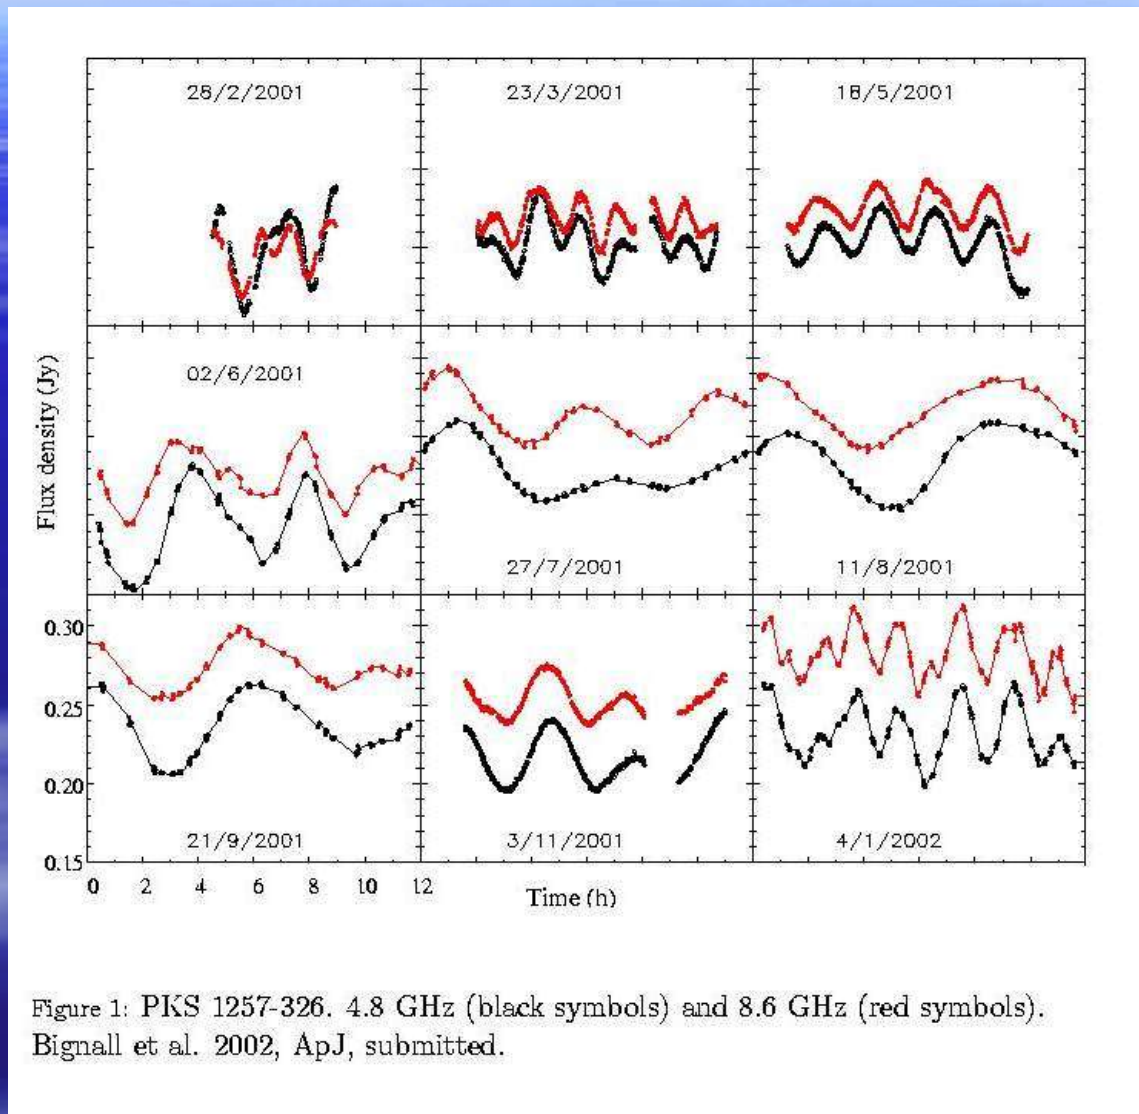 28/2/2001
23/3/2001
18/5/2001
02/6/2001
27/7/2001
11/8/2001
Flux density (Jy)
0.30
0.25
0.20
0.15
21/9/2001
3/11/2001
4/1/2002
0 2 4 6 8 10 12
Time (h)
Figure 1: PKS 1257-326. 4.8 GHz (black symbols) and 8.6 GHz (red symbols).
Bignall et al. 2002, ApJ, submitted.